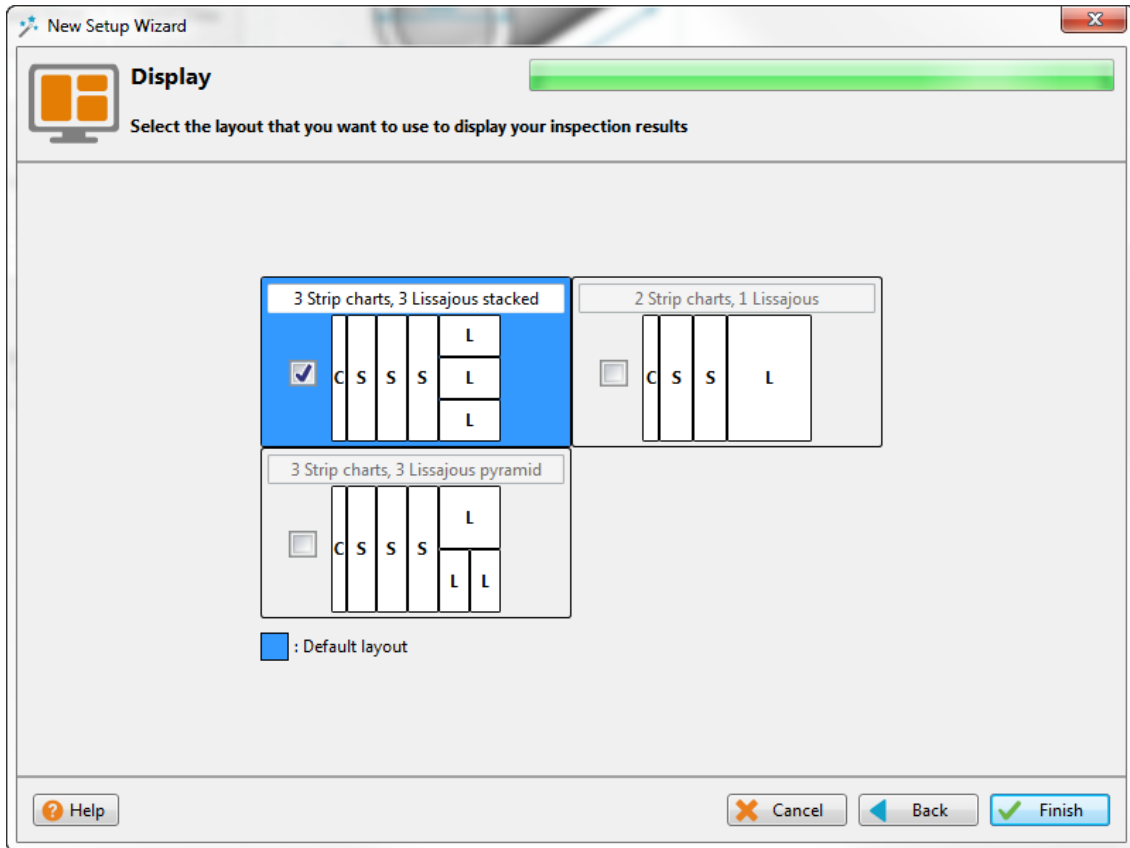 New Setup Wizard
x
Display
Select the layout that you want to use to display your inspection results
3 Strip charts, 3 Lissajous stacked
C S S S L
L
L
2 Strip charts, 1 Lissajous
C S S L
3 Strip charts, 3 Lissajous pyramid
C S S S L
L L
: Default layout
? Help
Cancel
Back
Finish